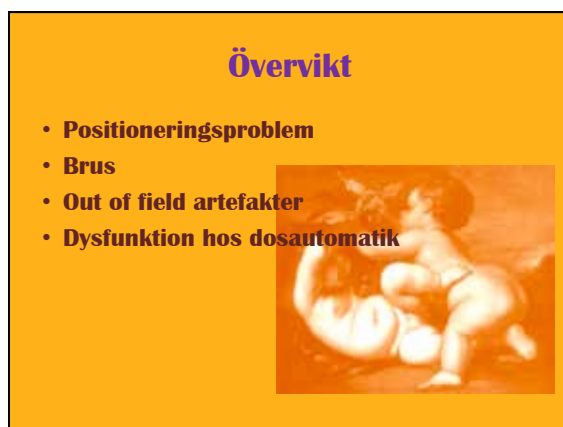 Övervikt
• Positioneringsproblem
• Brus
• Out of field artefakter
• Dysfunktion hos dosautomatik